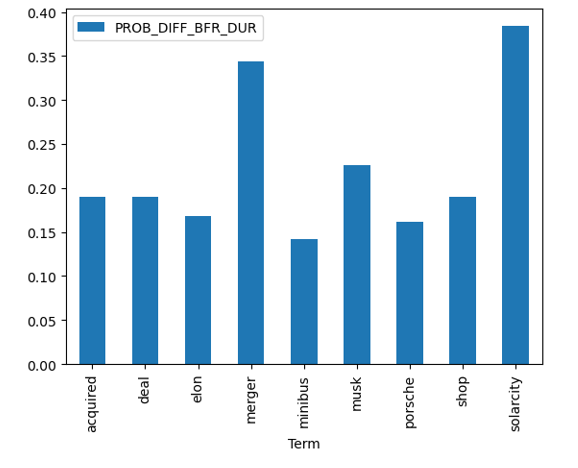 PROB_DIFF_BFR_DUR
0.40
0.35
0.30
0.25
0.20
0.15
0.10
0.05
0.00
acquired
deal
elon
merger
minibus
musk
porsche
shop
solarcity
Term